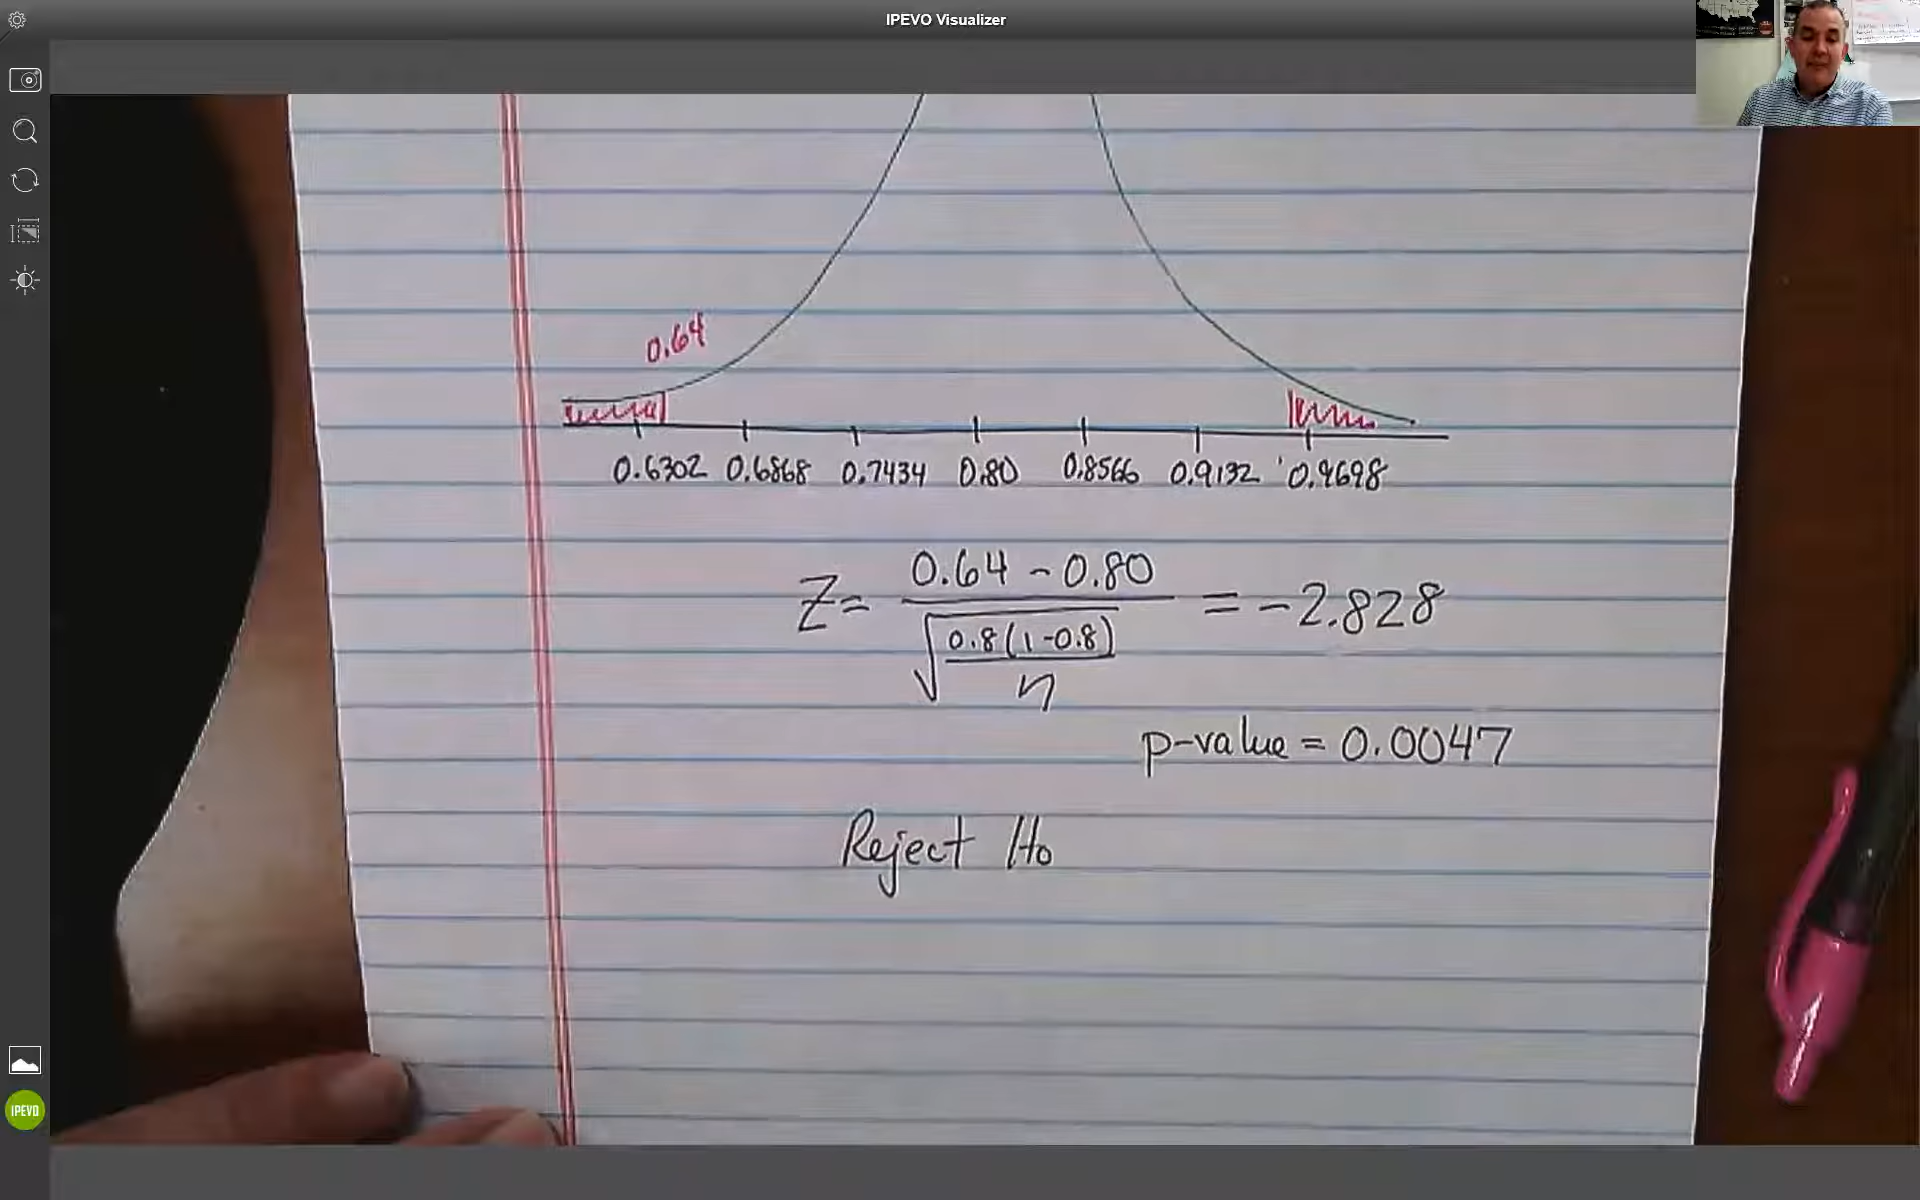 IPEVO Visualizer
0.64
0.6302 0.6868 0.7434 0.80 0.8566 0.9132 0.9698
Z = 0.64 - 0.80 = -2.828
√ 0.8(1-0.8)
n
p-value = 0.0047
Reject Ho
IPEVO